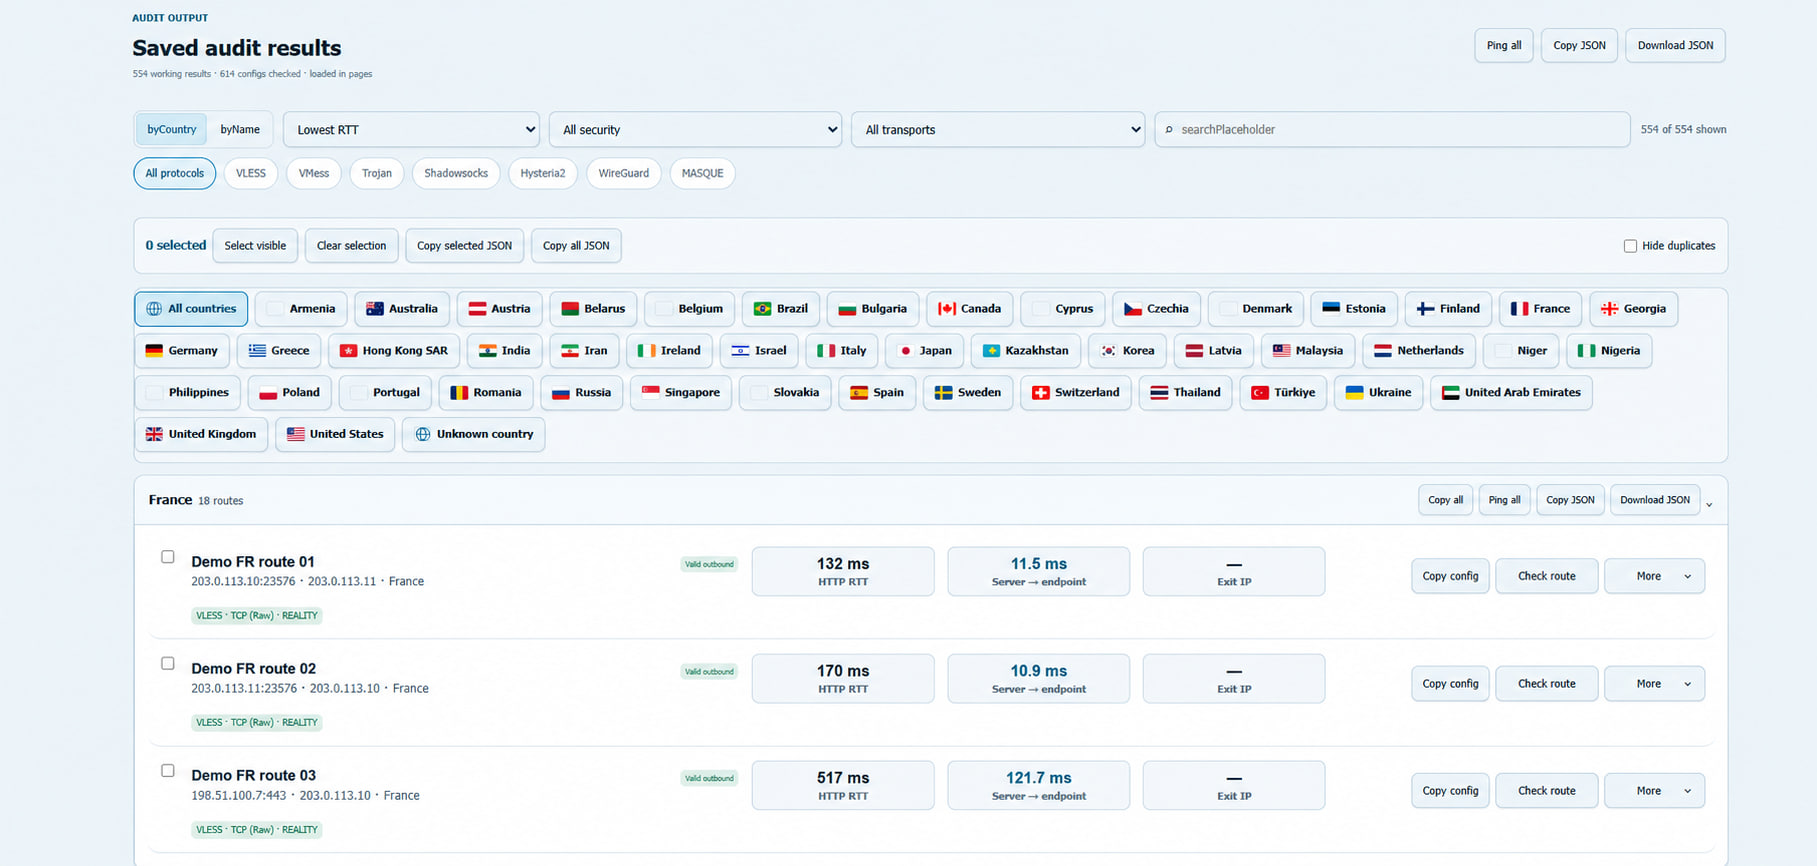 AUDIT OUTPUT
Saved audit results
554 working results · 614 configs checked · loaded in pages
Ping all Copy JSON Download JSON
byCountry byName Lowest RTT All security All transports searchPlaceholder 554 of 554 shown
All protocols VLESS VMess Trojan Shadowsocks Hysteria2 WireGuard MASQUE
0 selected Select visible Clear selection Copy selected JSON Copy all JSON Hide duplicates
All countries Armenia Australia Austria Belarus Belgium Brazil Bulgaria Canada Cyprus Czechia Denmark Estonia Finland France Georgia
Germany Greece Hong Kong SAR India Iran Ireland Israel Italy Japan Kazakhstan Korea Latvia Malaysia Netherlands Niger Nigeria
Philippines Poland Portugal Romania Russia Singapore Slovakia Spain Sweden Switzerland Thailand Türkiye Ukraine United Arab Emirates
United Kingdom United States Unknown country
France 18 routes Copy all Ping all Copy JSON Download JSON
Demo FR route 01 Valid outbound 132 ms 11.5 ms —
203.0.113.10:23576 · 203.0.113.11 · France HTTP RTT Server → endpoint Exit IP Copy config Check route More
VLESS · TCP (Raw) · REALITY
Demo FR route 02 Valid outbound 170 ms 10.9 ms —
203.0.113.11:23576 · 203.0.113.10 · France HTTP RTT Server → endpoint Exit IP Copy config Check route More
VLESS · TCP (Raw) · REALITY
Demo FR route 03 Valid outbound 517 ms 121.7 ms —
198.51.100.7:443 · 203.0.113.10 · France HTTP RTT Server → endpoint Exit IP Copy config Check route More
VLESS · TCP (Raw) · REALITY